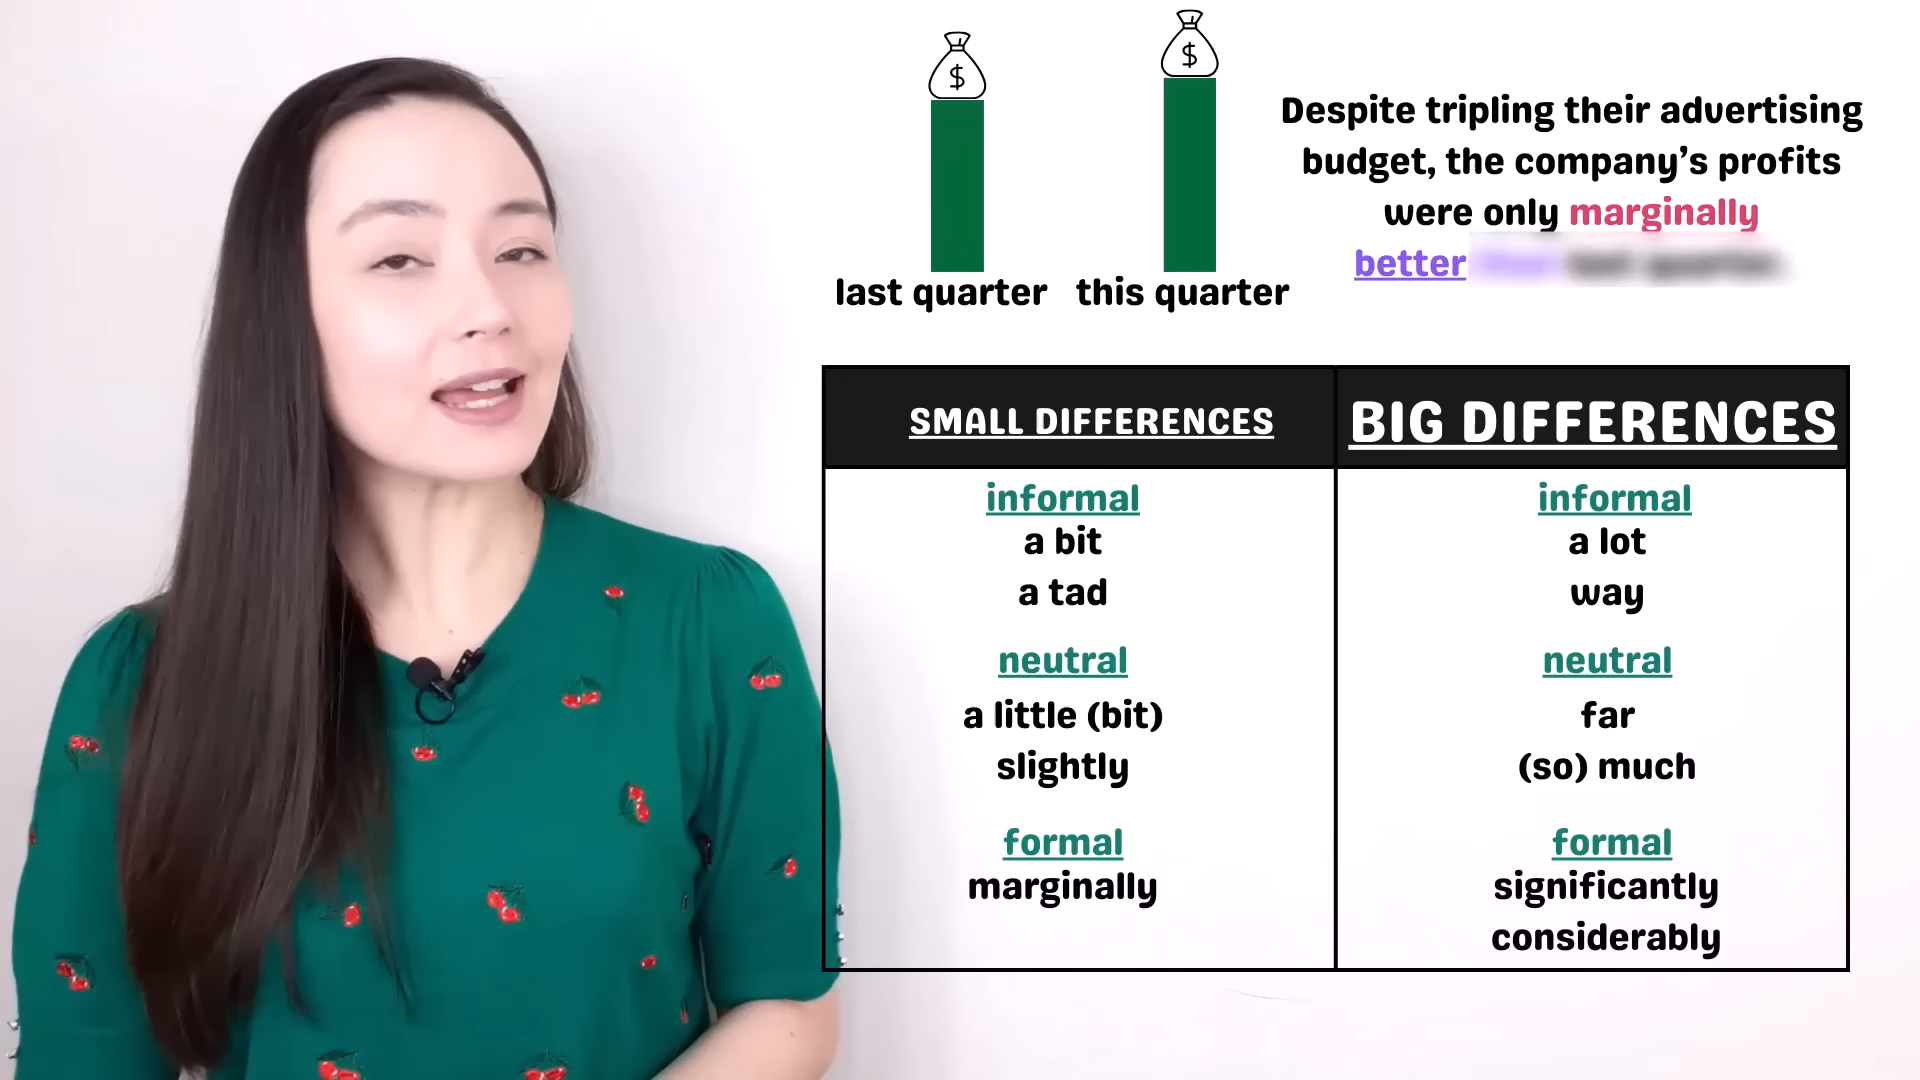 $
$
last quarter
this quarter
Despite tripling their advertising
budget, the company's profits
were only marginally
better
SMALL DIFFERENCES
informal
a bit
a tad
neutral
a little (bit)
slightly
formal
marginally
BIG DIFFERENCES
informal
a lot
way
neutral
far
(so) much
formal
significantly
considerably